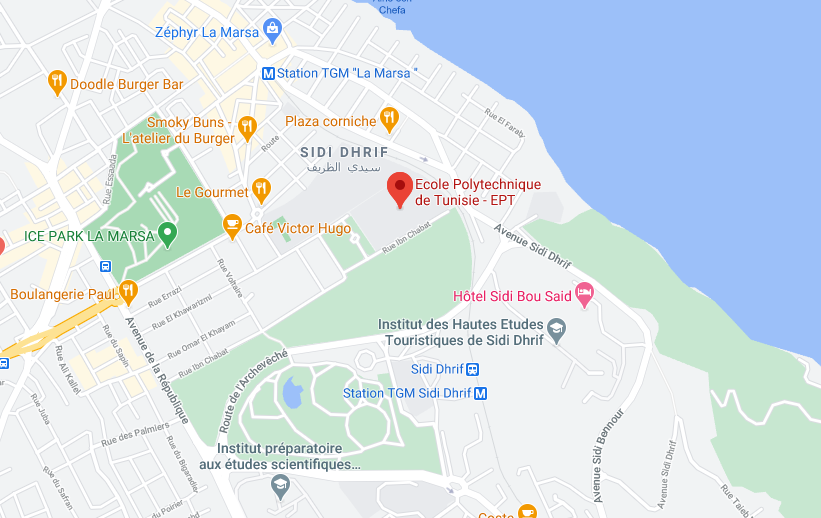 Chefa
Zéphyr La Marsa
Station TGM "La Marsa "
Doodle Burger Bar
Rue El Faraby
Smoky Buns -
L'atelier du Burger
Plaza corniche
Route
SIDI DHRIF
سيدي الظريف
Rue Essaada
Le Gourmet
Ecole Polytechnique
de Tunisie - EPT
ICE PARK LA MARSA
Café Victor Hugo
Rue Ibn Chabat
Avenue Sidi Dhrif
Rue Voltaire
Boulangerie Paul
Rue Errazi
Rue El Khawarizmi
Hôtel Sidi Bou Said
Institut des Hautes Etudes
Touristiques de Sidi Dhrif
Rue Omar El Khayam
Rue du Sapin
Avenue de la République
Rue Ibn Chabat
Rue Ali Kallel
Route de l'Archevêché
Sidi Dhrif
Station TGM Sidi Dhrif
Rue Juba
Rue des Palmiers
Avenue Sidi Bennour
Avenue Sidi Dhrif
Institut préparatoire
aux études scientifiques...
Rue du Bigaradier
Rue du Safran
Rue du Poirier
Rue Taïeb
Costa